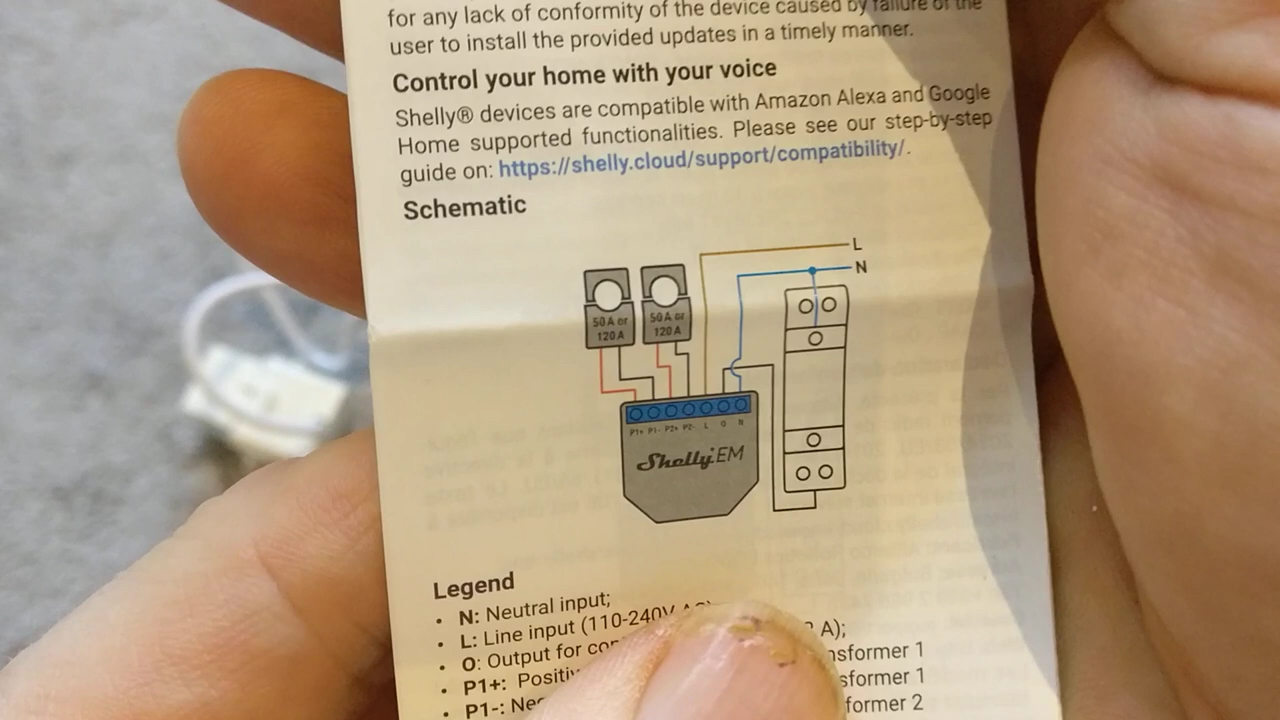 for any lack of conformity of the device caused by failure of the
user to install the provided updates in a timely manner.
Control your home with your voice
Shelly® devices are compatible with Amazon Alexa and Google
Home supported functionalities. Please see our step-by-step
guide on: https://shelly.cloud/support/compatibility/.
Schematic
L
N
50A or
120A
50A or
120A
P1+ P1- P2+ P2- L O N
Shelly EM
Legend
• N: Neutral input;
• L: Line input (110-240V A); 
• O: Output for
• P1+: 1
• P1-: 1
2